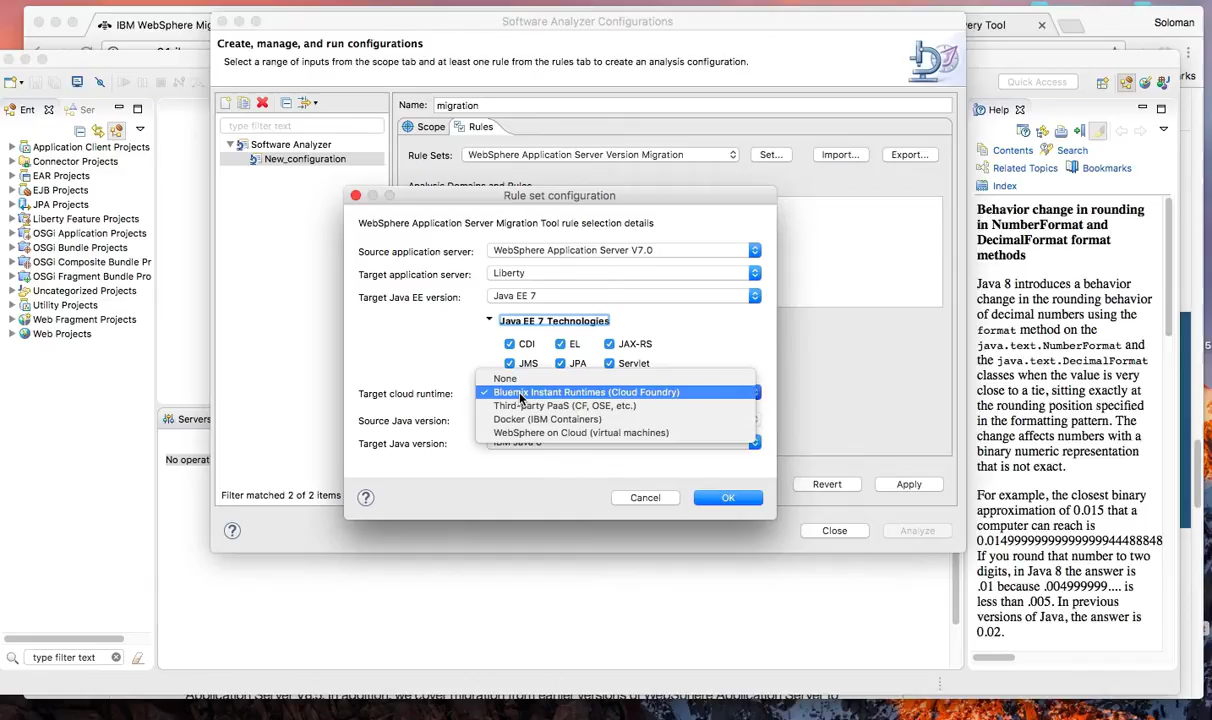 IBM WebSphere Mig
Software Analyzer Configurations
very Tool
Soloman
Create, manage, and run configurations
Select a range of inputs from the scope tab and at least one rule from the rules tab to create an analysis configuration.
Quick Access
type filter text
Name: migration
Scope
Rules
Software Analyzer
New_configuration
Rule Sets: WebSphere Application Server Version Migration
Set...
Import...
Export...
Rule set configuration
WebSphere Application Server Migration Tool rule selection details
Source application server: WebSphere Application Server V7.0
Target application server: Liberty
Target Java EE version: Java EE 7
Java EE 7 Technologies
CDI
EL
JAX-RS
JMS
JPA
Servlet
None
Target cloud runtime: Bluemix Instant Runtimes (Cloud Foundry)
Third-party PaaS (CF, OSE, etc.)
Docker (IBM Containers)
WebSphere on Cloud (virtual machines)
Source Java version:
Target Java version:
Cancel
OK
Filter matched 2 of 2 items
Revert
Apply
Close
Analyze
Ent
Ser
Application Client Projects
Connector Projects
EAR Projects
EJB Projects
JPA Projects
Liberty Feature Projects
OSGi Application Projects
OSGi Bundle Projects
OSGi Composite Bundle Pr
OSGi Fragment Bundle Pro
Uncategorized Projects
Utility Projects
Web Fragment Projects
Web Projects
type filter text
Servers
No operat
Help
Contents
Search
Related Topics
Bookmarks
Index
Behavior change in rounding
in NumberFormat and
DecimalFormat format
methods
Java 8 introduces a behavior
change in the rounding behavior
of decimal numbers using the
format method on the
java.text.NumberFormat and
the java.text.DecimalFormat
classes when the value is very
close to a tie, sitting exactly at
the rounding position specified
in the formatting pattern. The
change affects numbers with a
binary numeric representation
that is not exact.
For example, the closest binary
approximation of 0.015 that a
computer can reach is
0.01499999999999999944488848
If you round that number to two
digits, in Java 8 the answer is
.01 because .004999999.... is
less than .005. In previous
versions of Java, the answer is
0.02.